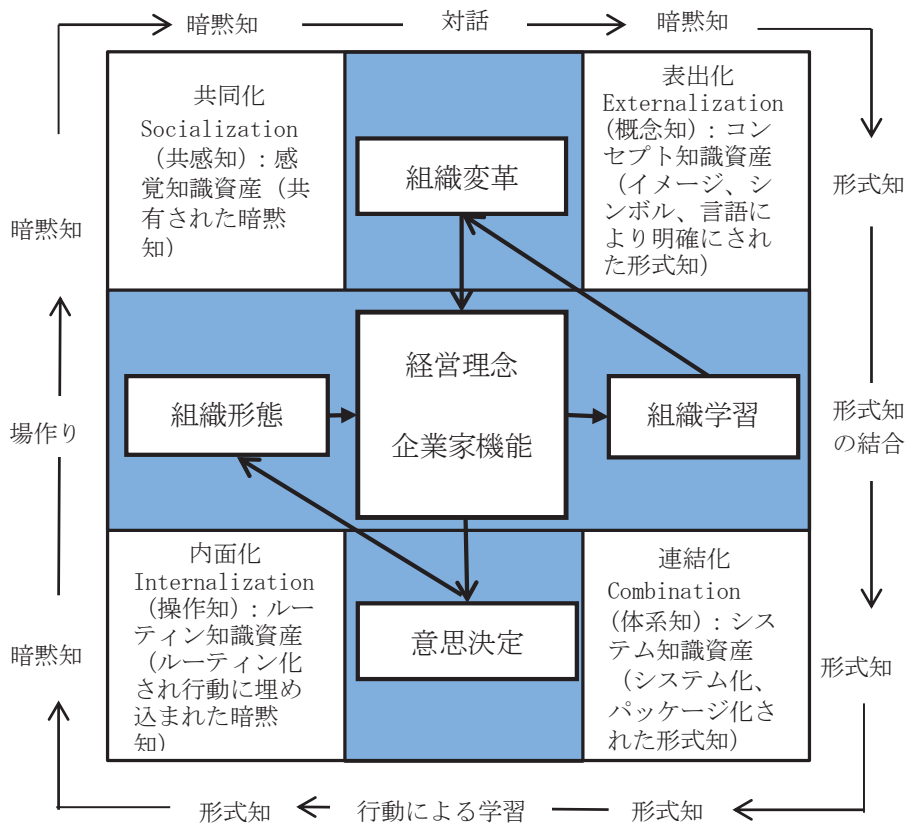 暗黙知
対話
暗黙知
共同化
Socialization
（共感知）：感
覚知識資産（共
有された暗黙
知）
組織変革
表出化
Externalization
（概念知）：コン
セプト知識資産
（イメージ、シ
ンボル、言語に
より明確にされ
た形式知）
暗黙知
形式知
場作り
組織形態
経営理念
企業家機能
組織学習
形式知
の結合
内面化
Internalization
（操作知）：ルー
ティン知識資産
（ルーティン化
され行動に埋め
込まれた暗黙
知）
意思決定
連結化
Combination
（体系知）：シス
テム知識資産
（システム化、
パッケージ化さ
れた形式知）
暗黙知
形式知
形式知
行動による学習
形式知